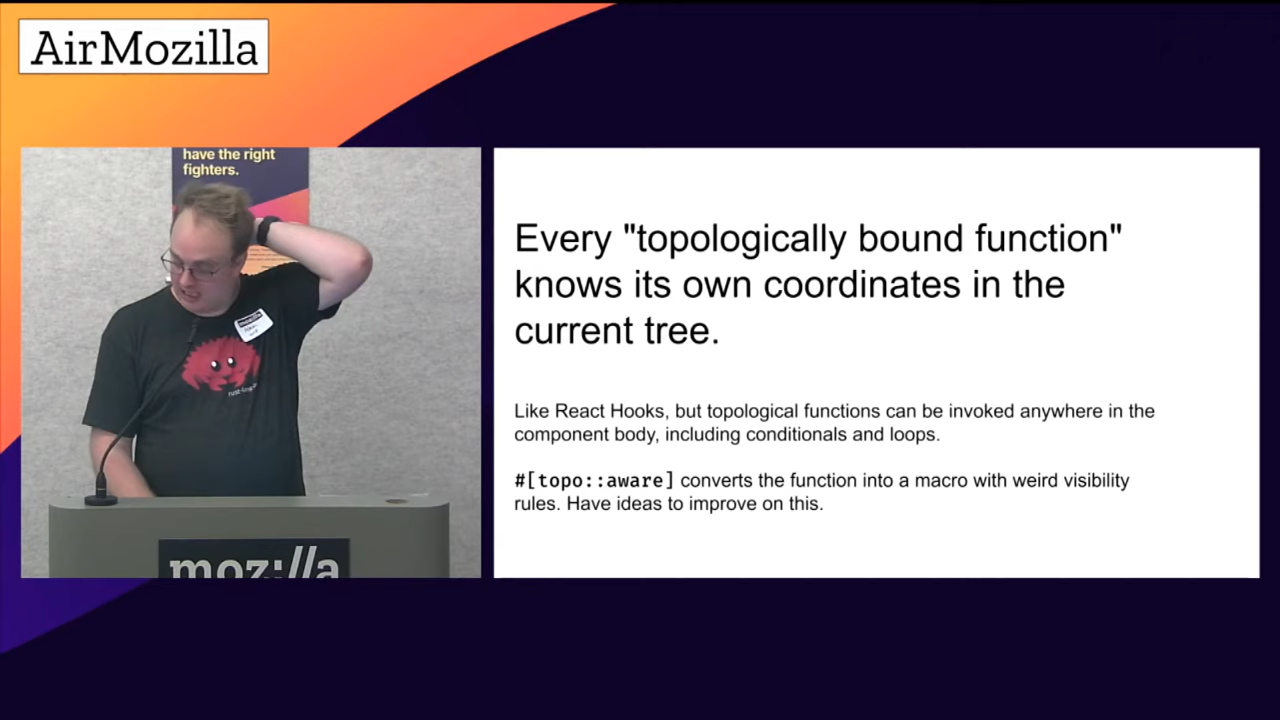 AirMozilla
have the right
fighters.
Every "topologically bound function"
knows its own coordinates in the
current tree.
Like React Hooks, but topological functions can be invoked anywhere in the
component body, including conditionals and loops.
#[topo::aware] converts the function into a macro with weird visibility
rules. Have ideas to improve on this.
moz://a